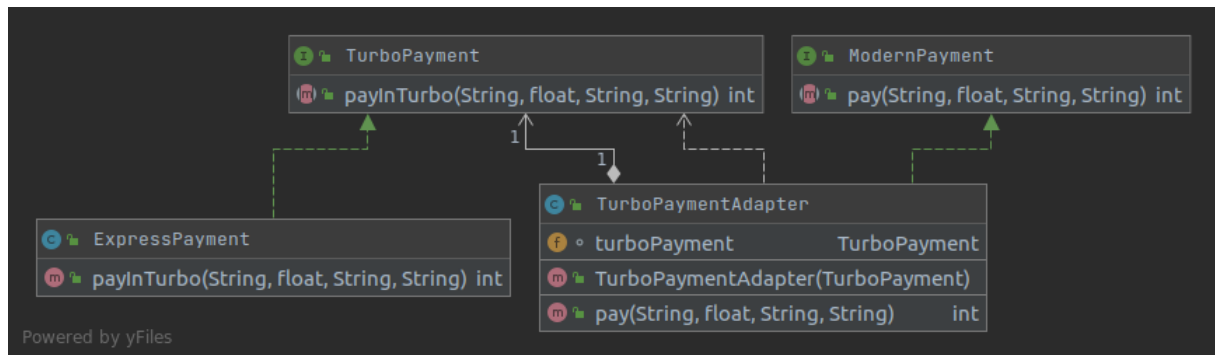 TurboPayment
payInTurbo(String, float, String, String) int
ModernPayment
pay(String, float, String, String) int
1
1
ExpressPayment
payInTurbo(String, float, String, String) int
TurboPaymentAdapter
turboPayment TurboPayment
TurboPaymentAdapter(TurboPayment)
pay(String, float, String, String) int
Powered by yFiles